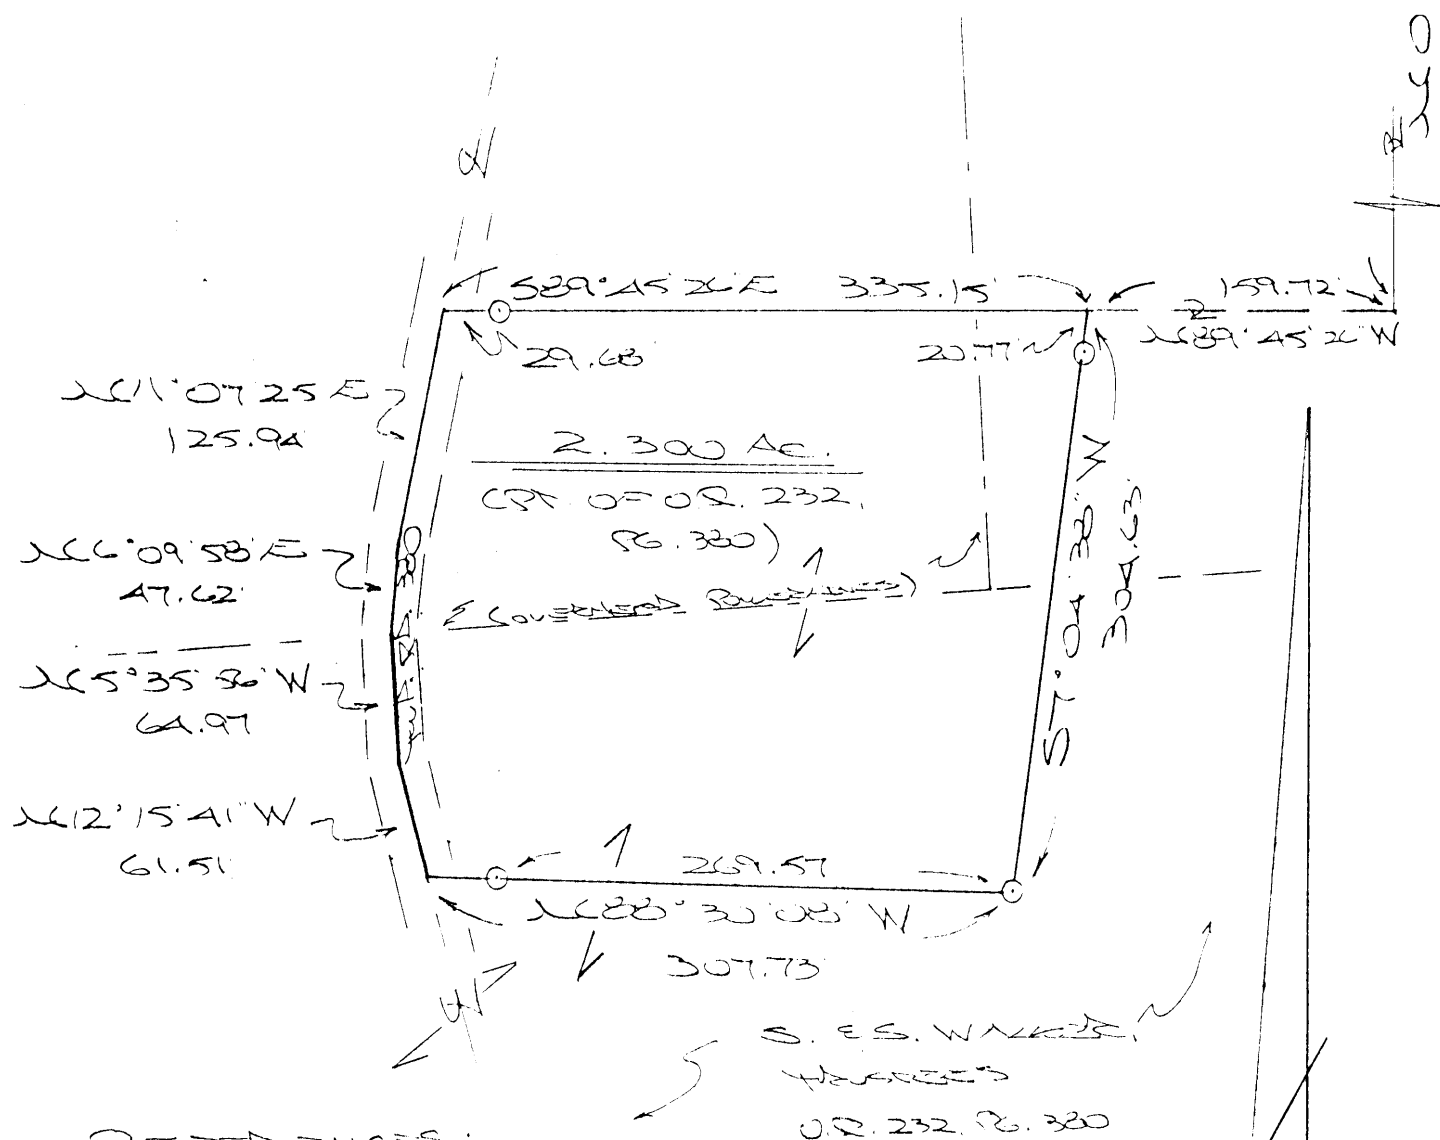 S89°45'26"E 335.15'
159.72'
N89°45'26"W
29.68'
20.77'
N11°07'25"E
125.94'
2.300 Ac.
(PT. OF O.R. 232,
PG. 380)
N6°09'58"E
47.62'
(OVERHEAD POWERLINES)
S7°04'38"W
304.63'
N5°35'56"W
64.97'
N12°15'41"W
61.51'
269.57'
N88°30'08"W
307.73'
S. & S. WALKER,
TRUSTEES
O.R. 232, PG. 380